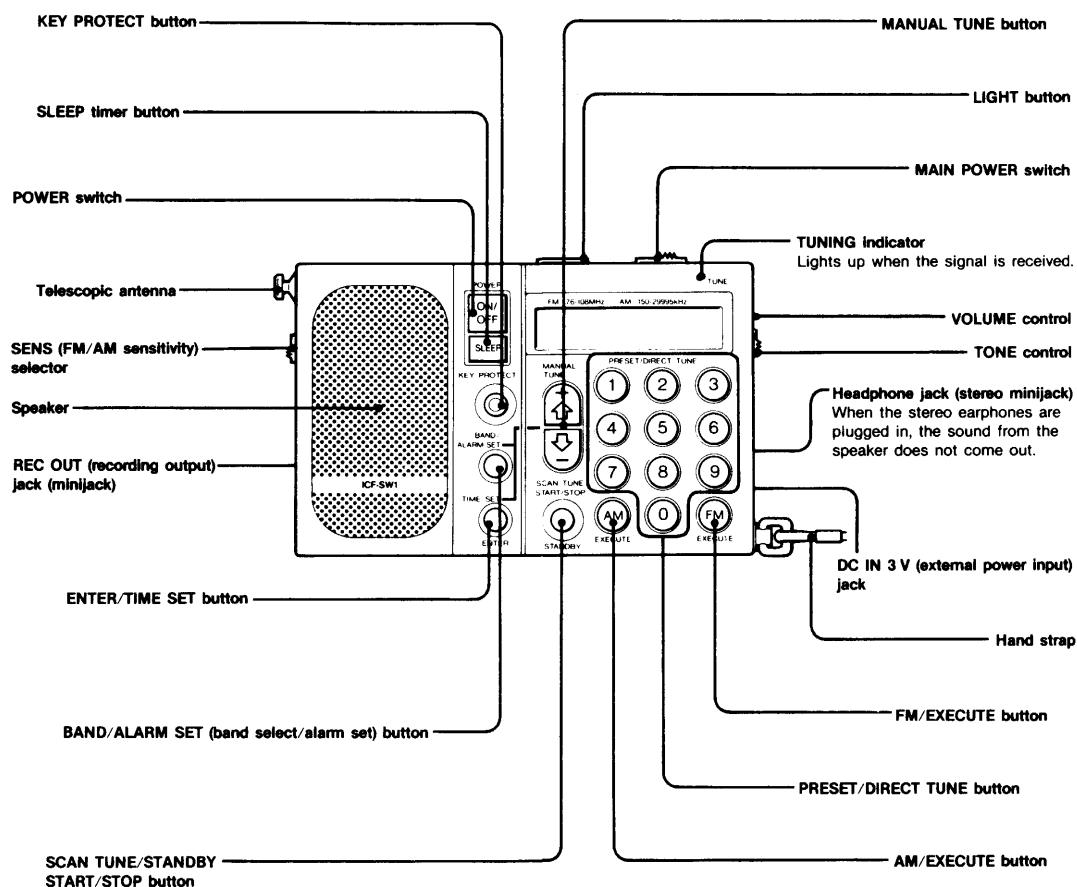 KEY PROTECT button
MANUAL TUNE button
SLEEP timer button
LIGHT button
POWER switch
MAIN POWER switch
TUNING indicator
Lights up when the signal is received.
Telescopic antenna
SENS (FM/AM sensitivity)
selector
Speaker
REC OUT (recording output)
jack (minijack)
VOLUME control
TONE control
Headphone jack (stereo minijack)
When the stereo earphones are
plugged in, the sound from the
speaker does not come out.
DC IN 3 V (external power input)
jack
Hand strap
POWER
ON/
OFF
SLEEP
KEY PROTECT
BAND/
ALARM SET
TIME SET
ENTER
ICF-SW1
TUNE
FM 76-108MHz AM 150-29995kHz
MANUAL
TUNE
+
−
PRESET/DIRECT TUNE
1 2 3
4 5 6
7 8 9
AM 0 FM
EXECUTE EXECUTE
SCAN TUNE
START/STOP
STANDBY
ENTER/TIME SET button
BAND/ALARM SET (band select/alarm set) button
SCAN TUNE/STANDBY
START/STOP button
FM/EXECUTE button
PRESET/DIRECT TUNE button
AM/EXECUTE button